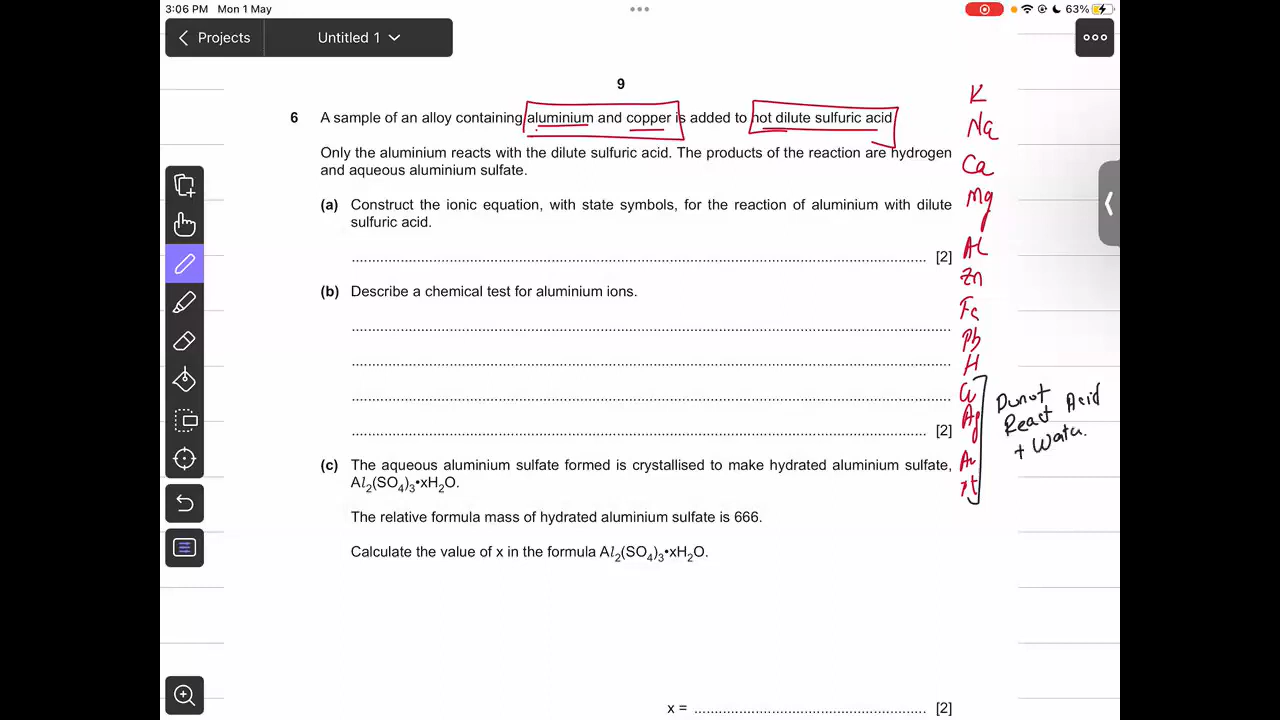 3:06 PM Mon 1 May
63%
Projects
Untitled 1
9
6 A sample of an alloy containing aluminium and copper is added to hot dilute sulfuric acid.
Only the aluminium reacts with the dilute sulfuric acid. The products of the reaction are hydrogen
and aqueous aluminium sulfate.
(a) Construct the ionic equation, with state symbols, for the reaction of aluminium with dilute
sulfuric acid.
[2]
(b) Describe a chemical test for aluminium ions.
[2]
(c) The aqueous aluminium sulfate formed is crystallised to make hydrated aluminium sulfate,
Al₂(SO₄)₃•xH₂O.
The relative formula mass of hydrated aluminium sulfate is 666.
Calculate the value of x in the formula Al₂(SO₄)₃•xH₂O.
x = [2]
K
Na
Ca
Mg
Al
Zn
Fe
Pb
H
Cu
Ag
Au
Pt
Donot
React Acid
+ Water.